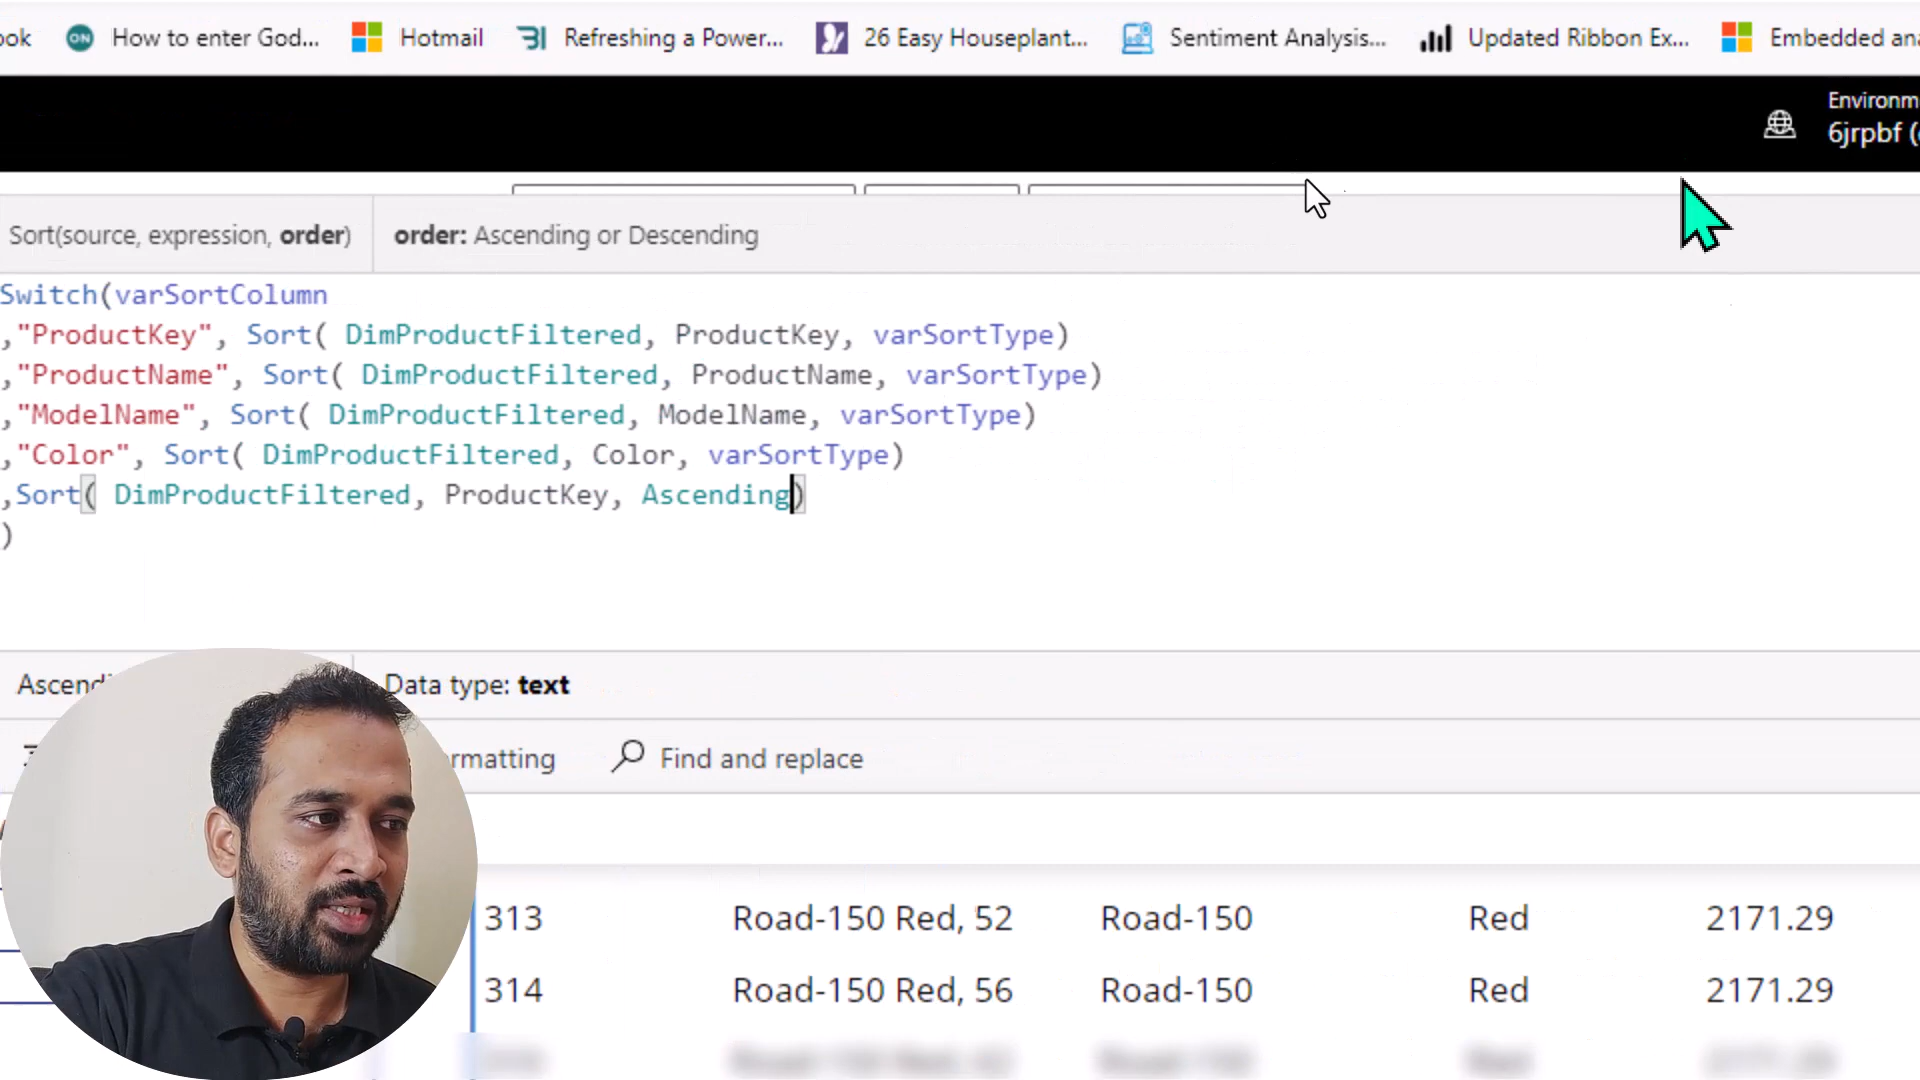 ook ON How to enter God... Hotmail Refreshing a Power... 26 Easy Houseplant... Sentiment Analysis... Updated Ribbon Ex... Embedded ana
Environm
6jrpbf (
Sort(source, expression, order) order: Ascending or Descending
Switch(varSortColumn
,"ProductKey", Sort( DimProductFiltered, ProductKey, varSortType)
,"ProductName", Sort( DimProductFiltered, ProductName, varSortType)
,"ModelName", Sort( DimProductFiltered, ModelName, varSortType)
,"Color", Sort( DimProductFiltered, Color, varSortType)
,Sort( DimProductFiltered, ProductKey, Ascending)
)
Ascendi Data type: text
rmatting Find and replace
313 Road-150 Red, 52 Road-150 Red 2171.29
314 Road-150 Red, 56 Road-150 Red 2171.29